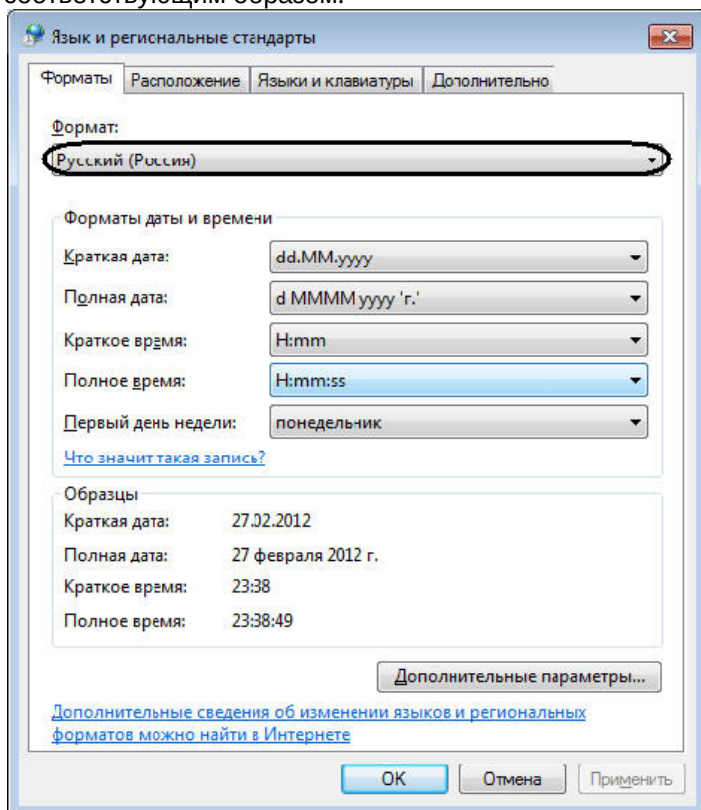 соответствующим образом.
Язык и региональные стандарты
Форматы Расположение Языки и клавиатуры Дополнительно
Формат:
Русский (Россия)
Форматы даты и времени
Краткая дата: dd.MM.yyyy
Полная дата: d MMMM yyyy 'г.'
Краткое время: H:mm
Полное время: H:mm:ss
Первый день недели: понедельник
Что значит такая запись?
Образцы
Краткая дата: 27.02.2012
Полная дата: 27 февраля 2012 г.
Краткое время: 23:38
Полное время: 23:38:49
Дополнительные параметры...
Дополнительные сведения об изменении языков и региональных
форматов можно найти в Интернете
OK Отмена Применить